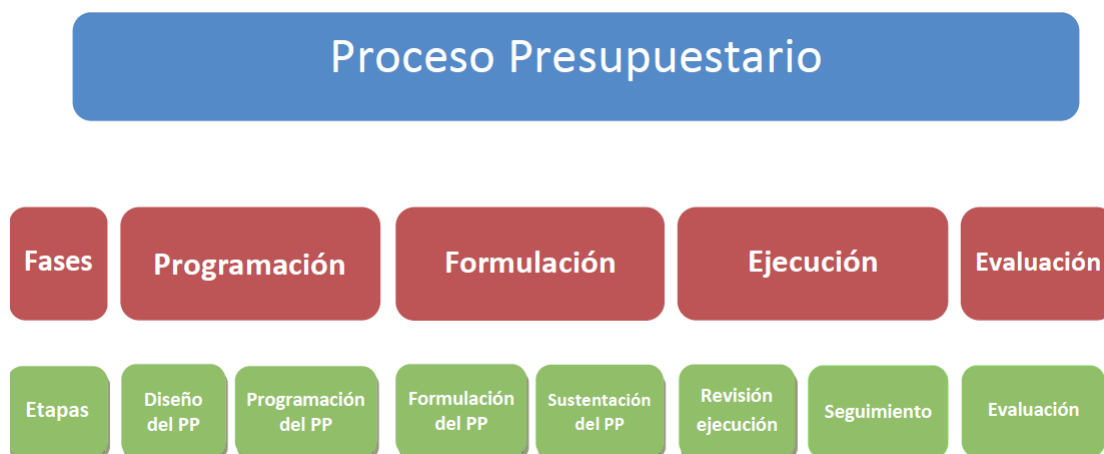 Proceso Presupuestario
Fases
Programación
Formulación
Ejecución
Evaluación
Etapas
Diseño
del PP
Programación
del PP
Formulación
del PP
Sustentación
del PP
Revisión
ejecución
Seguimiento
Evaluación